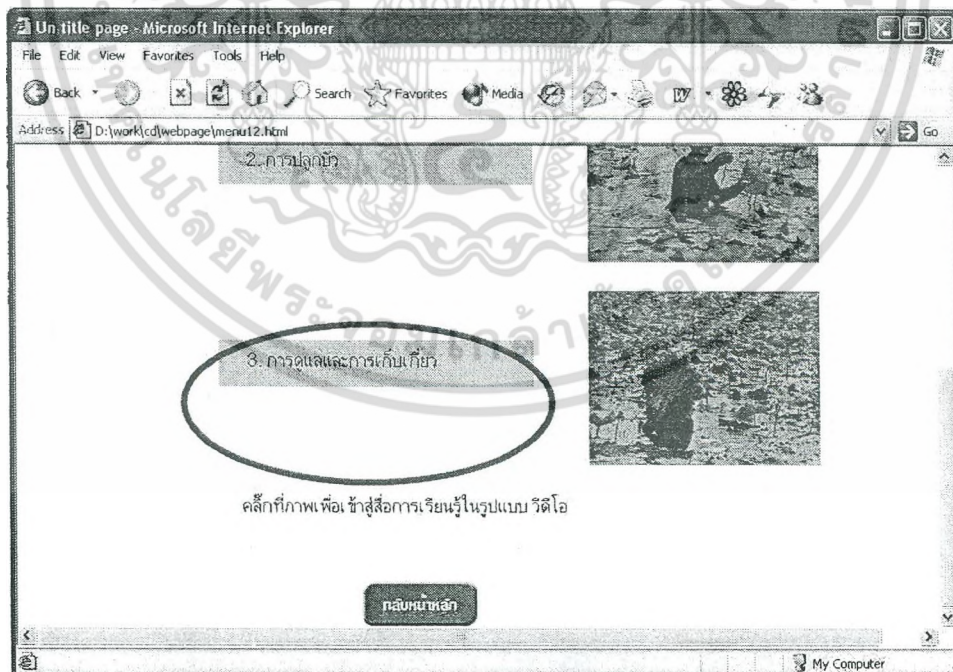 Un title page - Microsoft Internet Explorer
File Edit View Favorites Tools Help
Back Search Favorites Media
Address D:\work\cd\webpage\menu12.html Go
2. การปลูกบัว
3. การดูแลและการเก็บเกี่ยว
คลิ๊กที่ภาพเพื่อเข้าสู่สื่อการเรียนรู้ในรูปแบบ วิดีโอ
กลับหน้าหลัก
My Computer